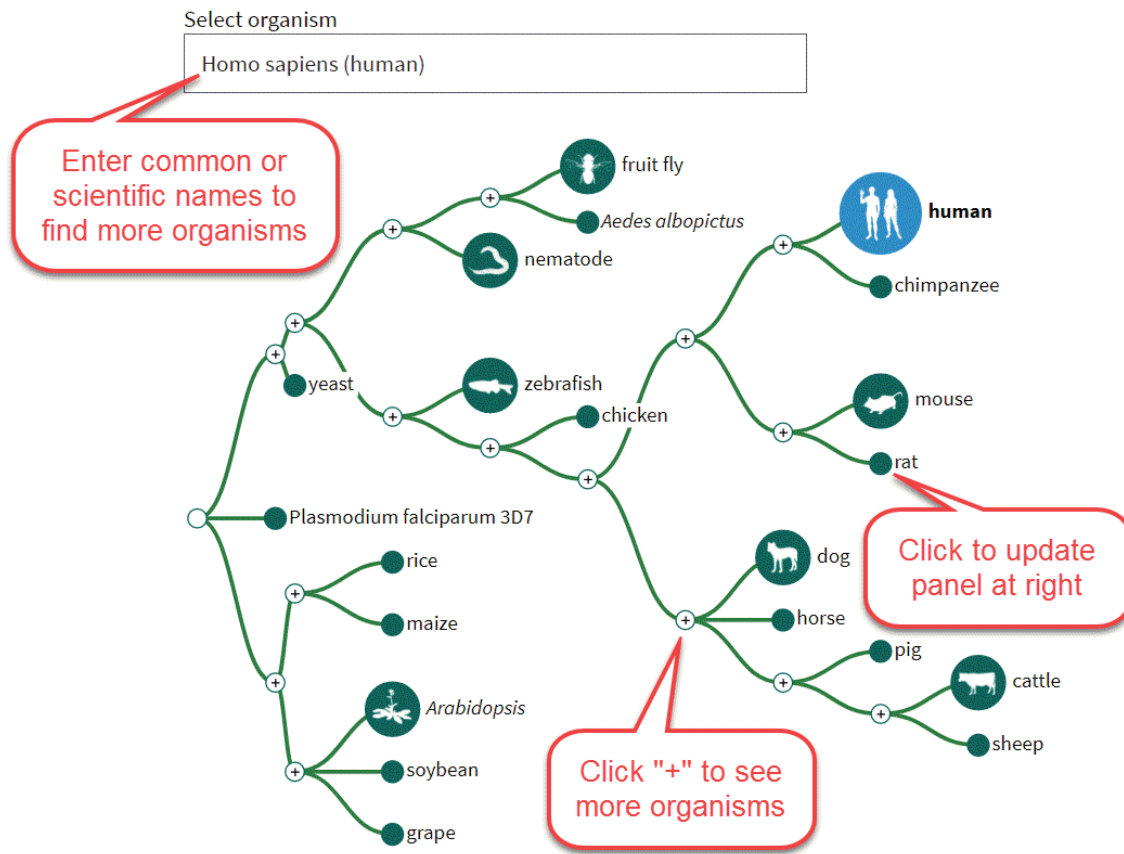 Select organism
Homo sapiens (human)
Enter common or
scientific names to
find more organisms
fruit fly
Aedes albopictus
nematode
human
chimpanzee
yeast
zebrafish
chicken
mouse
rat
Plasmodium falciparum 3D7
Click to update
panel at right
rice
maize
dog
horse
pig
cattle
sheep
Arabidopsis
soybean
grape
Click "+" to see
more organisms